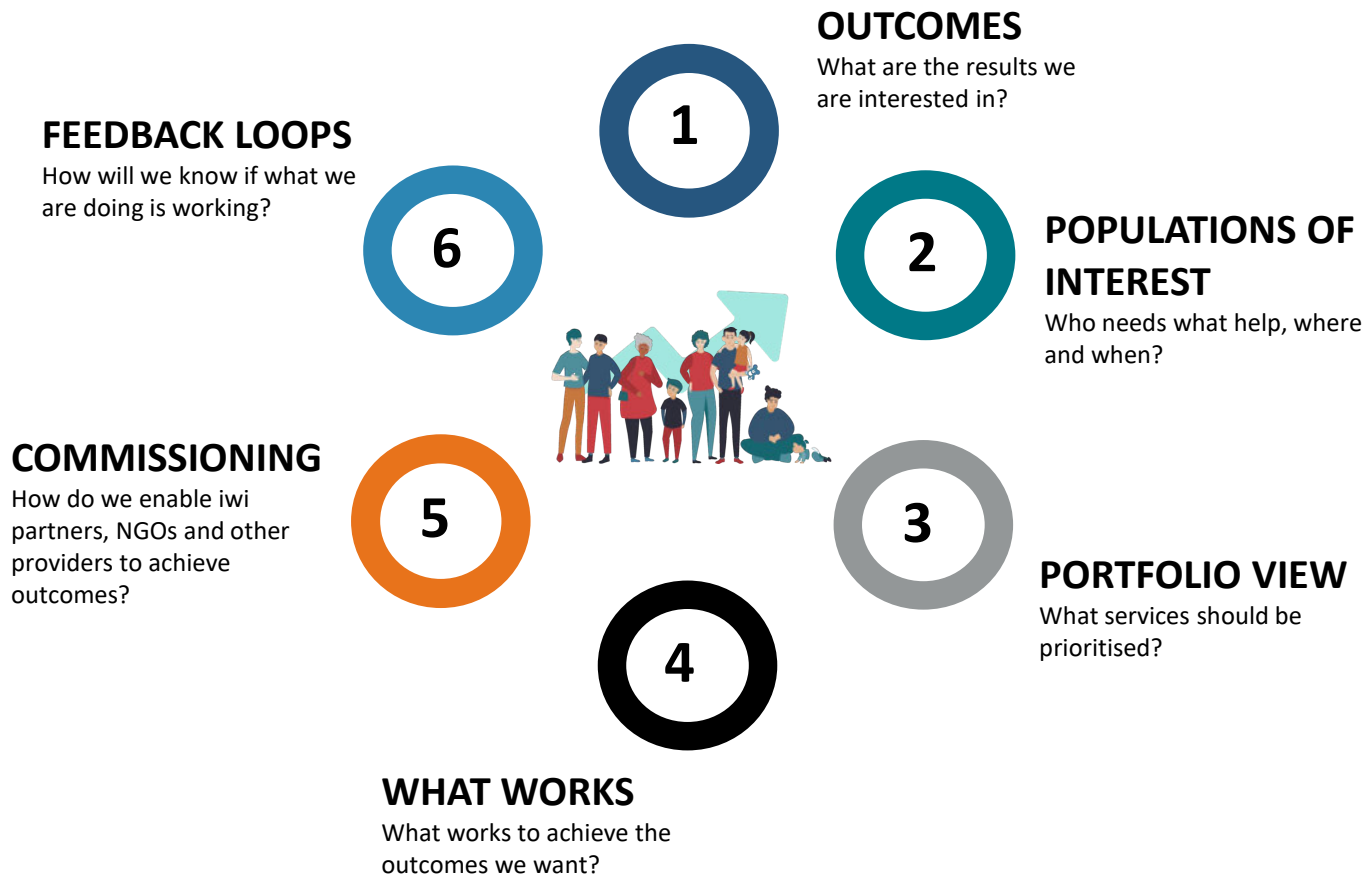 1
OUTCOMES
What are the results we
are interested in?
2
POPULATIONS OF
INTEREST
Who needs what help, where
and when?
3
PORTFOLIO VIEW
What services should be
prioritised?
4
WHAT WORKS
What works to achieve the
outcomes we want?
5
COMMISSIONING
How do we enable iwi
partners, NGOs and other
providers to achieve
outcomes?
6
FEEDBACK LOOPS
How will we know if what we
are doing is working?